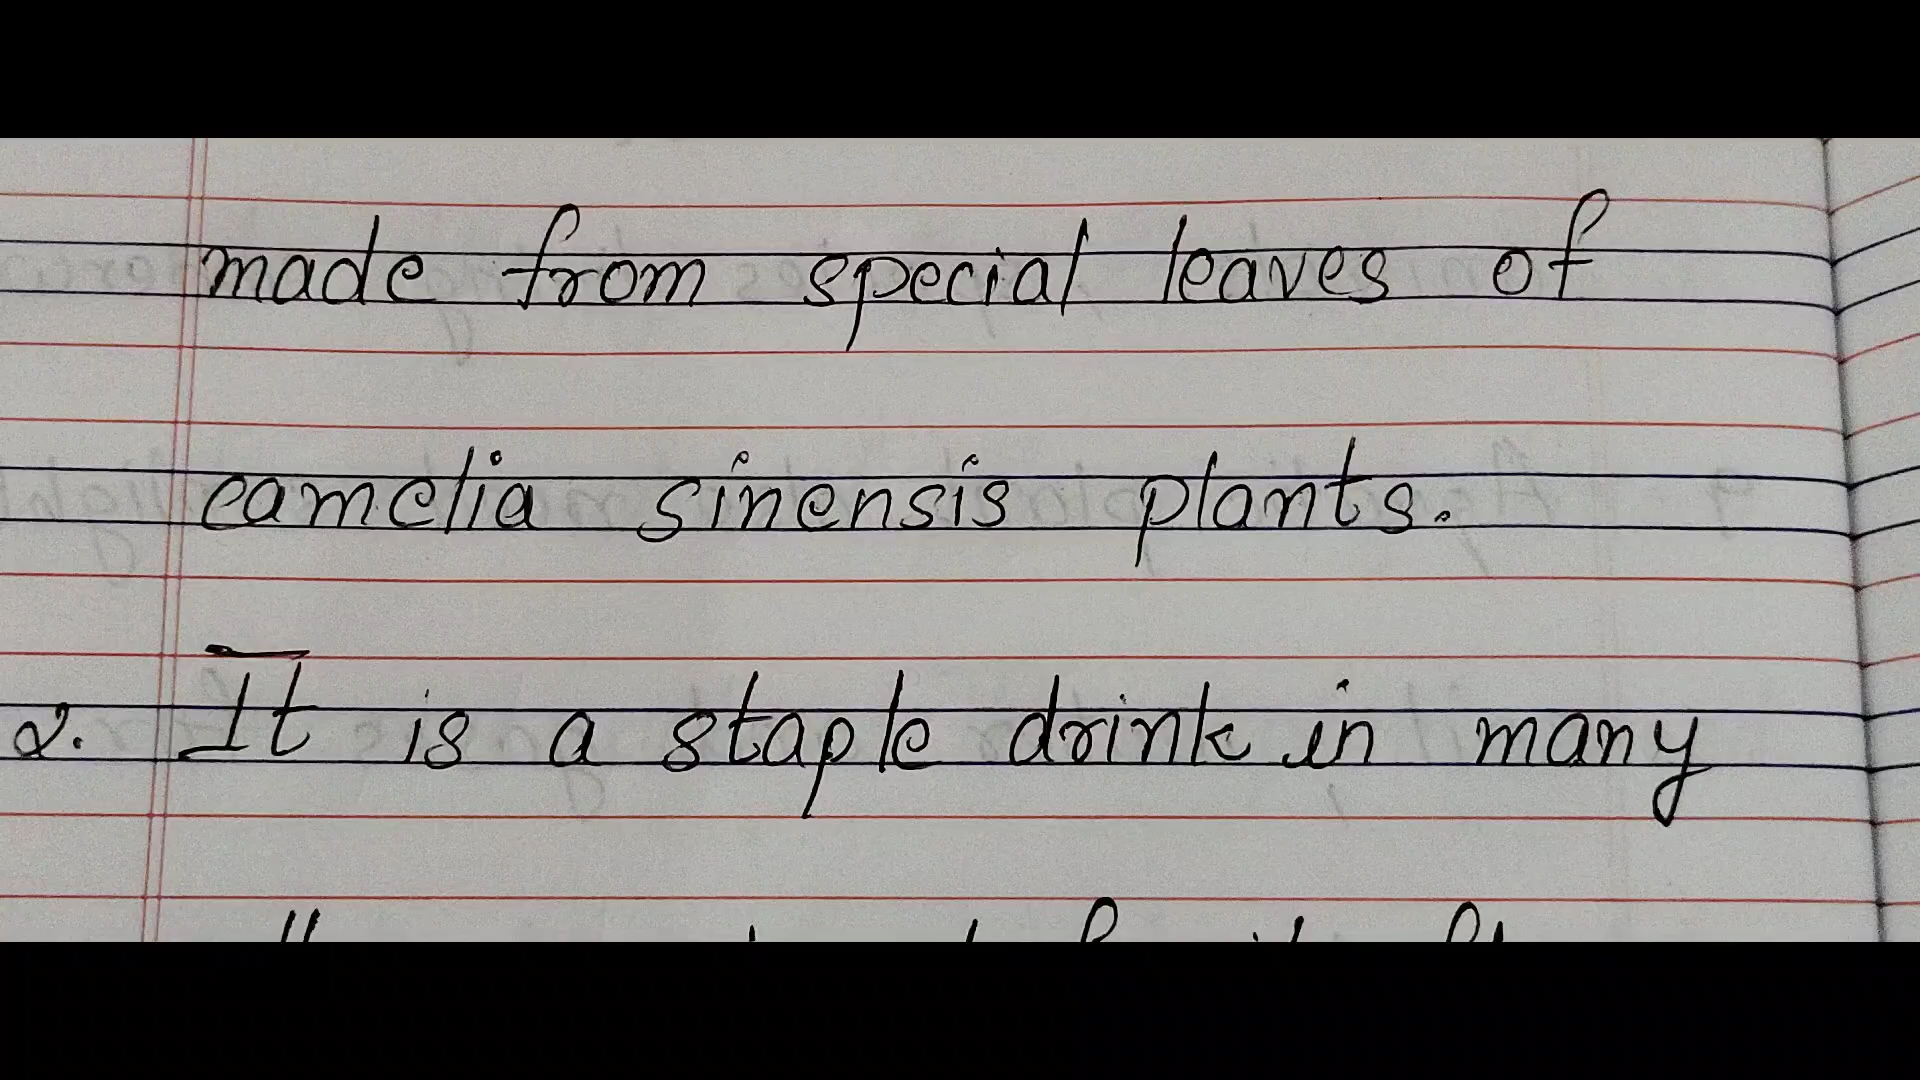 made from special leaves of
camelia sinensis plants.
2. It is a staple drink in many